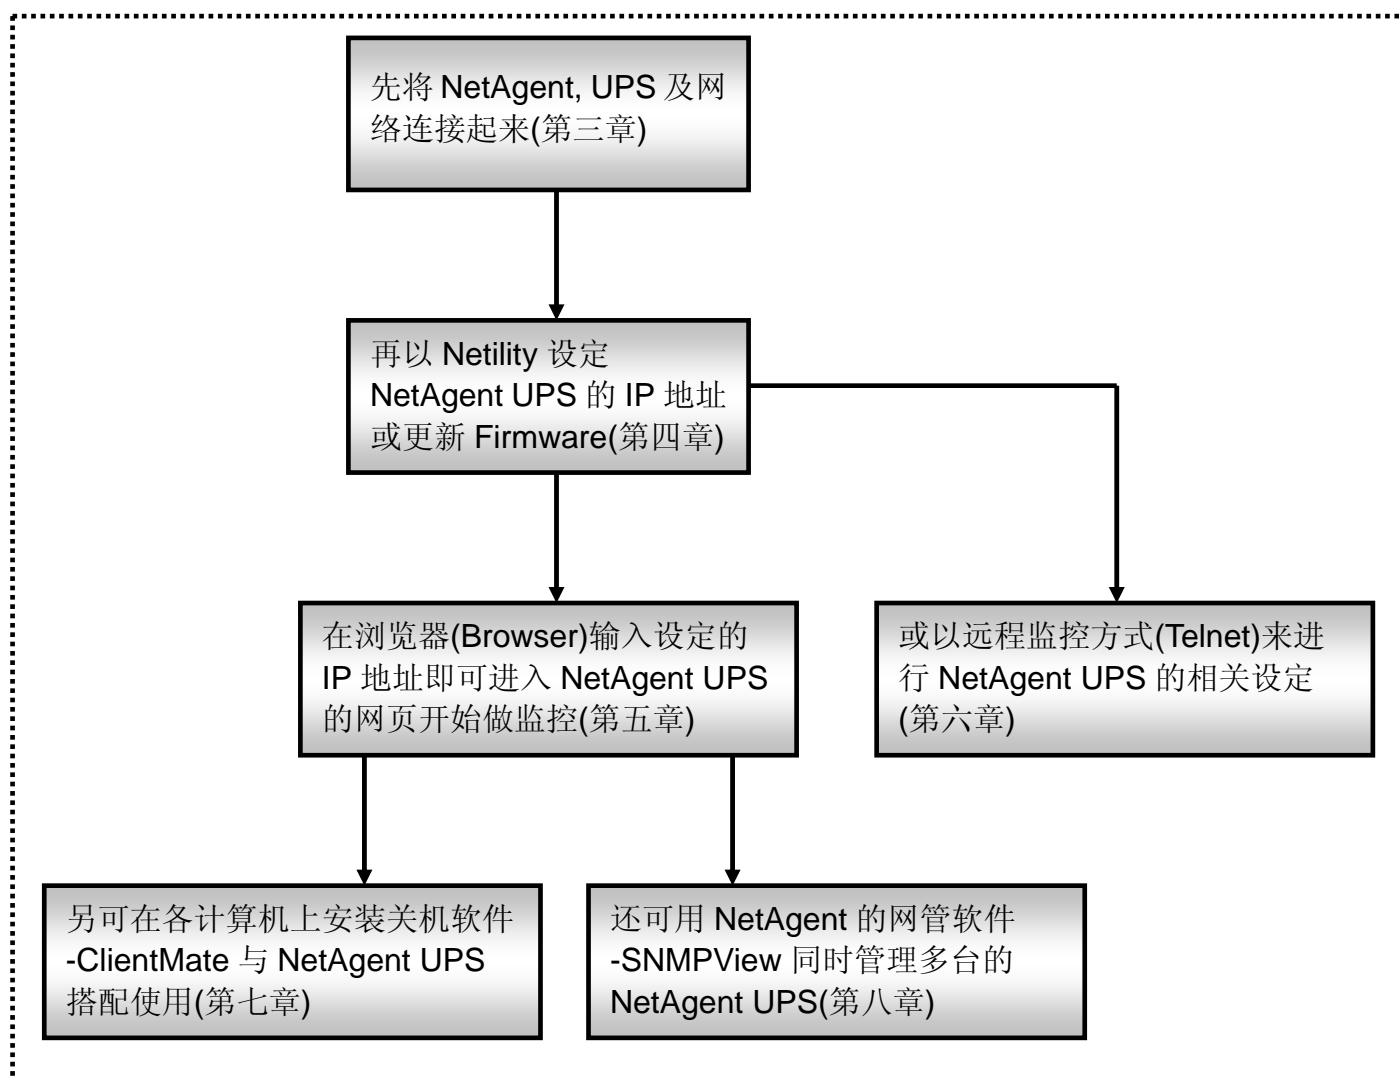 先将 NetAgent, UPS 及网
络连接起来(第三章)
再以 Netility 设定
NetAgent UPS 的 IP 地址
或更新 Firmware(第四章)
在浏览器(Browser)输入设定的
IP 地址即可进入 NetAgent UPS
的网页开始做监控(第五章)
或以远程监控方式(Telnet)来进
行 NetAgent UPS 的相关设定
(第六章)
另可在各计算机上安装关机软件
-ClientMate 与 NetAgent UPS
搭配使用(第七章)
还可用 NetAgent 的网管软件
-SNMPView 同时管理多台的
NetAgent UPS(第八章)